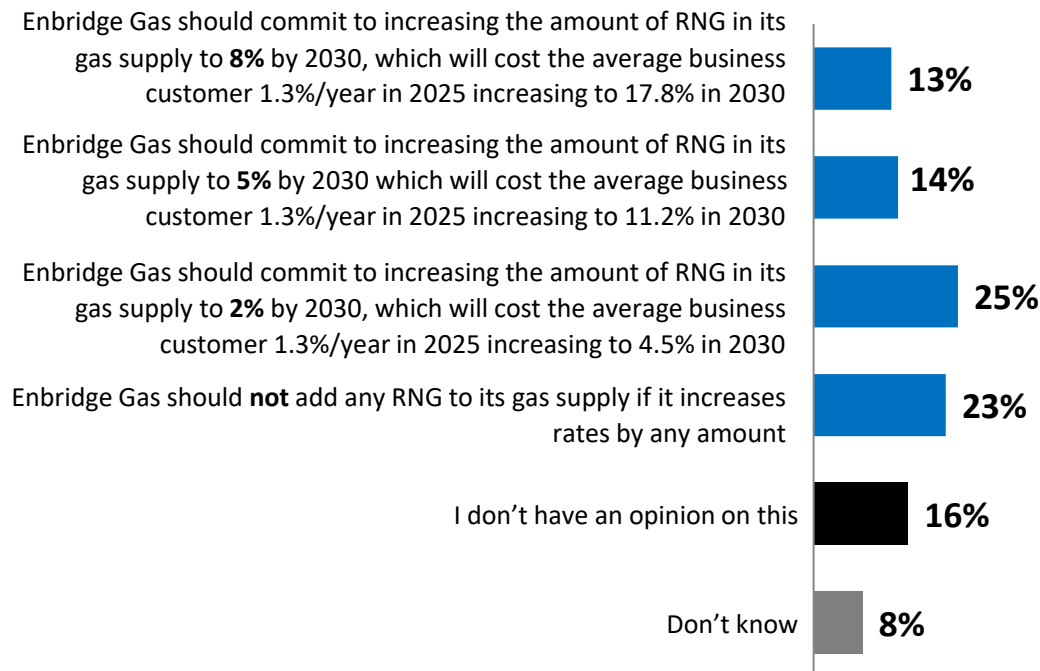 Enbridge Gas should commit to increasing the amount of RNG in its
gas supply to 8% by 2030, which will cost the average business
customer 1.3%/year in 2025 increasing to 17.8% in 2030
13%
Enbridge Gas should commit to increasing the amount of RNG in its
gas supply to 5% by 2030 which will cost the average business
customer 1.3%/year in 2025 increasing to 11.2% in 2030
14%
Enbridge Gas should commit to increasing the amount of RNG in its
gas supply to 2% by 2030, which will cost the average business
customer 1.3%/year in 2025 increasing to 4.5% in 2030
25%
Enbridge Gas should not add any RNG to its gas supply if it increases
rates by any amount
23%
I don’t have an opinion on this
16%
Don’t know
8%